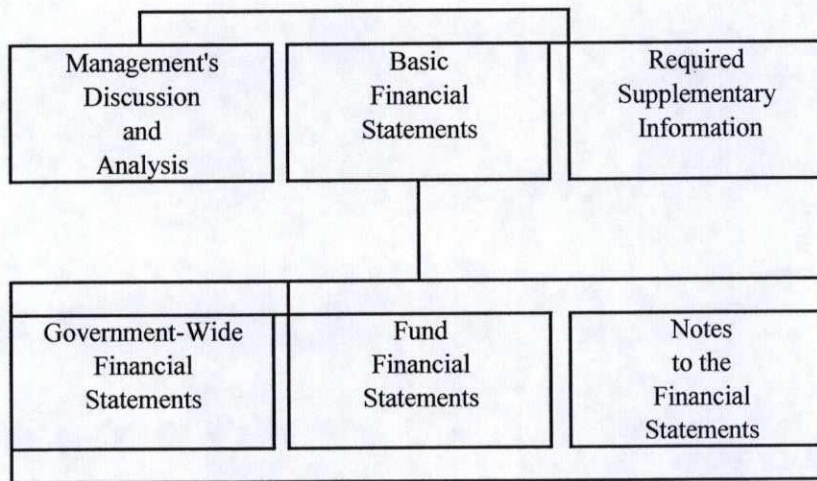 Management's
Discussion
and
Analysis
Basic
Financial
Statements
Required
Supplementary
Information
Government-Wide
Financial
Statements
Fund
Financial
Statements
Notes
to the
Financial
Statements